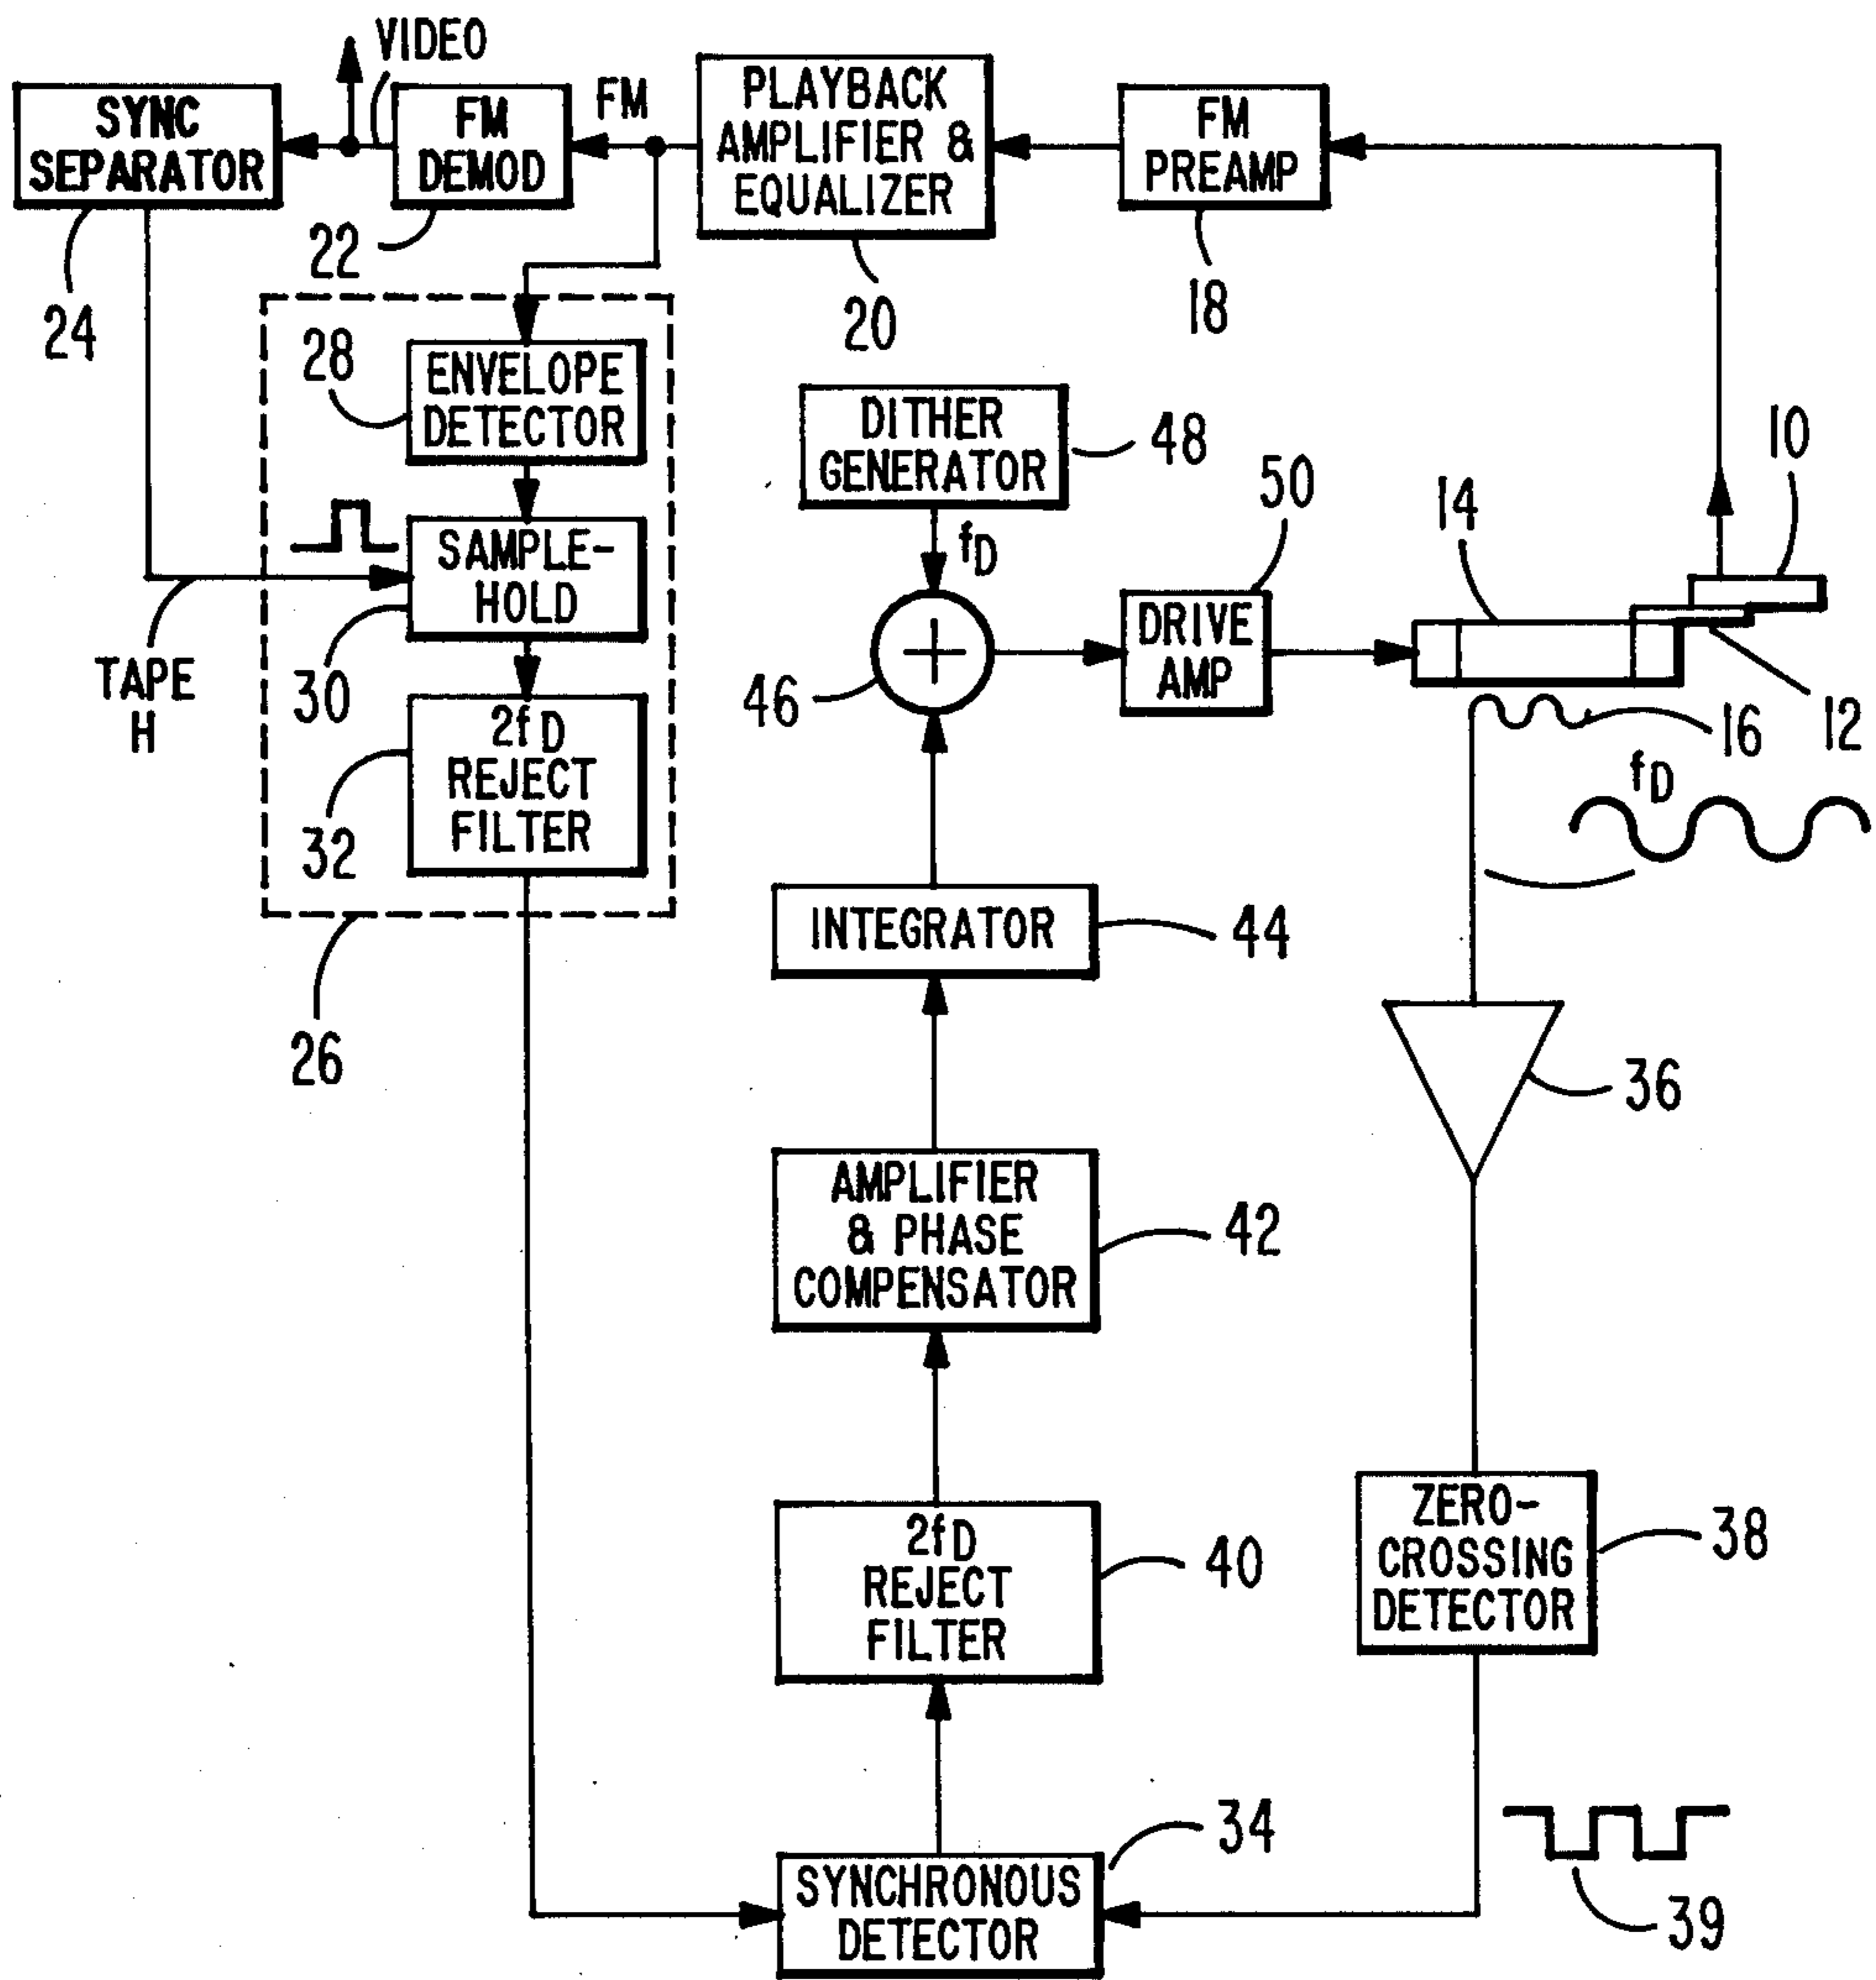 VIDEO
SYNC
SEPARATOR
FM
DEMOD
FM
PLAYBACK
AMPLIFIER &
EQUALIZER
FM
PREAMP
24
22
20
18
28
ENVELOPE
DETECTOR
DITHER
GENERATOR
48
10
SAMPLE-
HOLD
fD
50
14
TAPE
H
30
46
DRIVE
AMP
16
12
2fD
REJECT
FILTER
32
fD
26
INTEGRATOR
44
36
AMPLIFIER
& PHASE
COMPENSATOR
42
2fD
REJECT
FILTER
40
ZERO-
CROSSING
DETECTOR
38
SYNCHRONOUS
DETECTOR
34
39